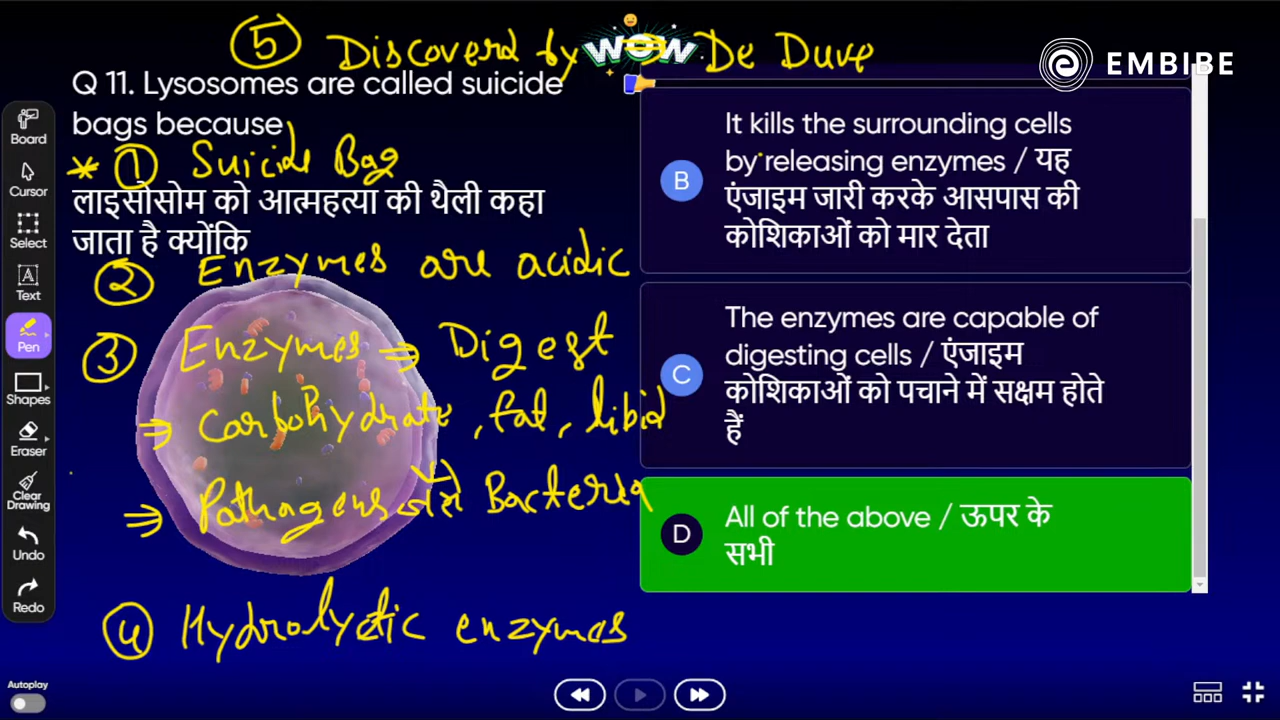 ⑤ Discoverd by WOW De Duve
EMBIBE
Q 11. Lysosomes are called suicide
bags because
* ① Suicide Bag
लाइसोसोम को आत्महत्या की थैली कहा
जाता है क्योंकि
② Enzymes are acidic
③ Enzymes ⇒ Digest
⇒ Carbohydrate, fat, libid
⇒ Pathogens जैसे Bacteria
④ Hydrolyctic enzymes
B
It kills the surrounding cells
by releasing enzymes / यह
एंजाइम जारी करके आसपास की
कोशिकाओं को मार देता
C
The enzymes are capable of
digesting cells / एंजाइम
कोशिकाओं को पचाने में सक्षम होते
हैं
D
All of the above / ऊपर के
सभी
Board
Cursor
Select
Text
Pen
Shapes
Eraser
Clear
Drawing
Undo
Redo
Autoplay